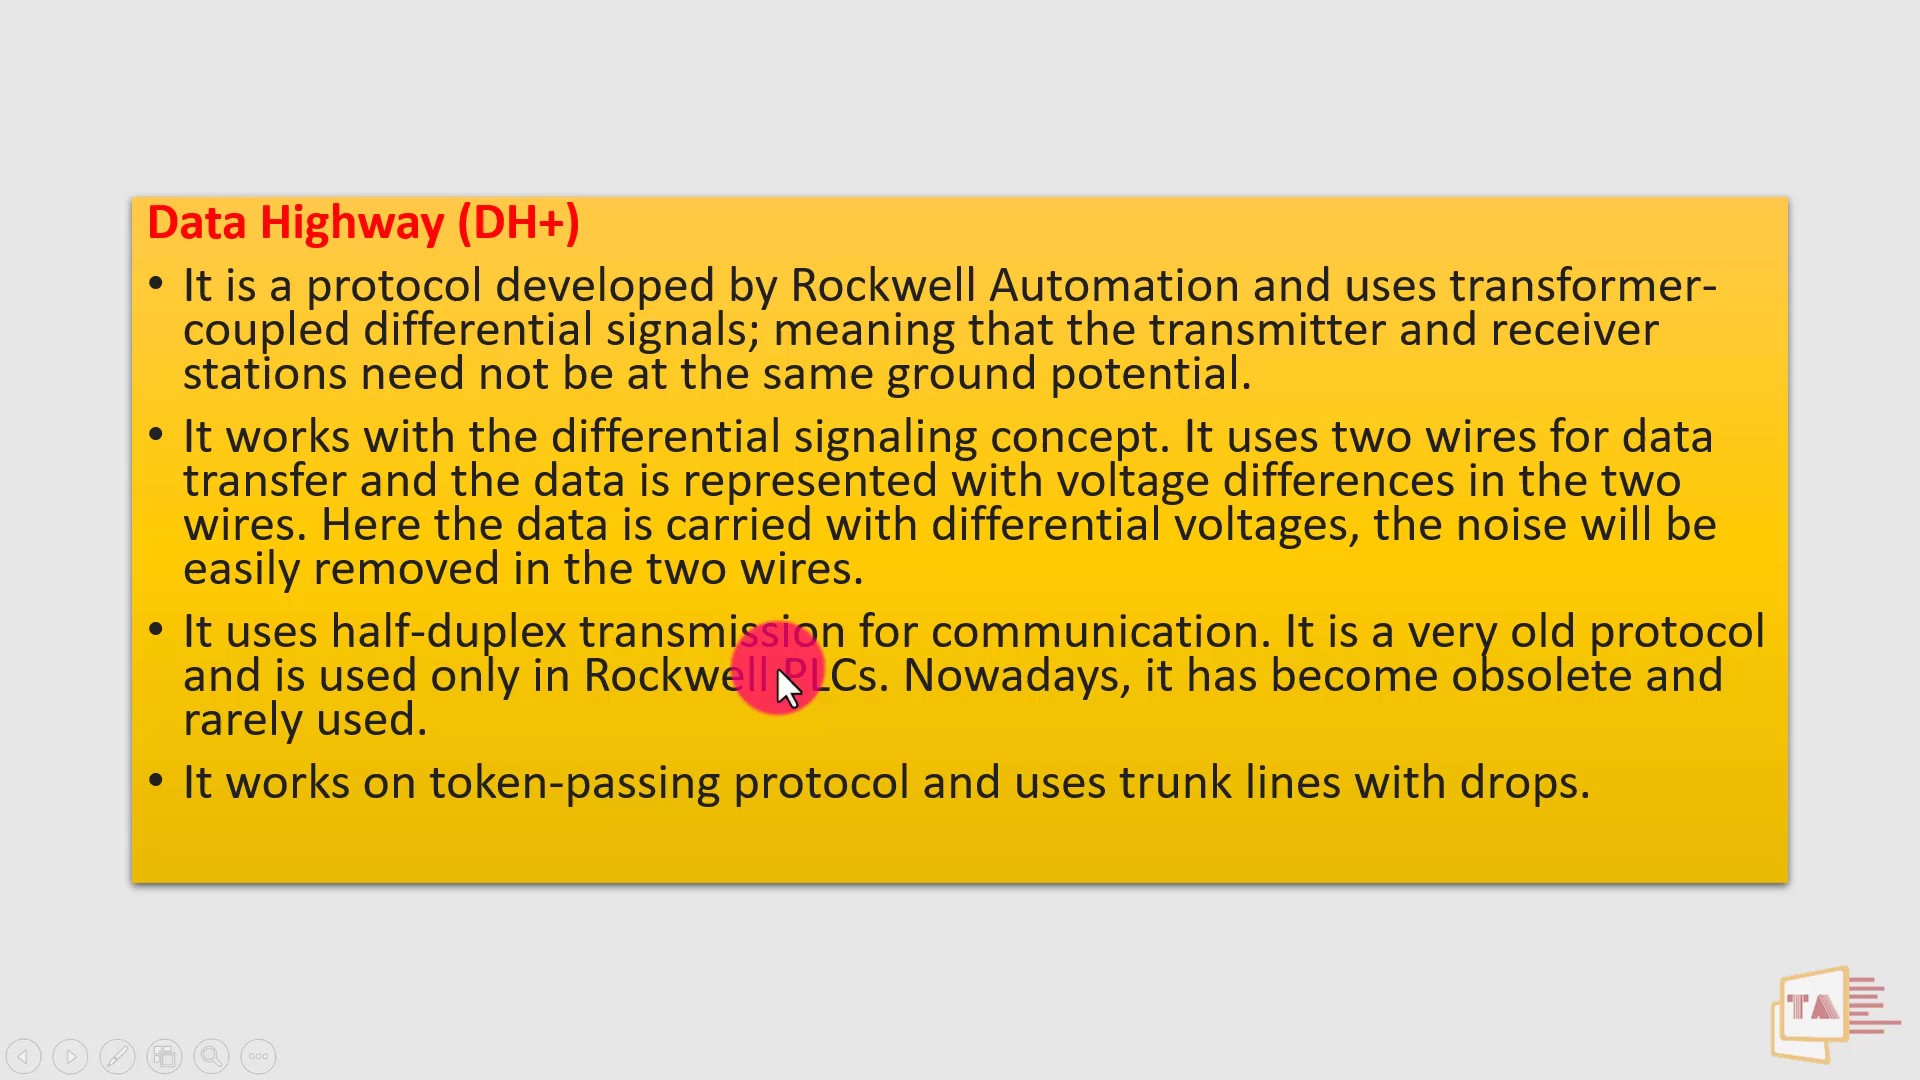 Data Highway (DH+)
• It is a protocol developed by Rockwell Automation and uses transformer-
coupled differential signals; meaning that the transmitter and receiver
stations need not be at the same ground potential.
• It works with the differential signaling concept. It uses two wires for data
transfer and the data is represented with voltage differences in the two
wires. Here the data is carried with differential voltages, the noise will be
easily removed in the two wires.
• It uses half-duplex transmission for communication. It is a very old protocol
and is used only in Rockwell PLCs. Nowadays, it has become obsolete and
rarely used.
• It works on token-passing protocol and uses trunk lines with drops.
TA